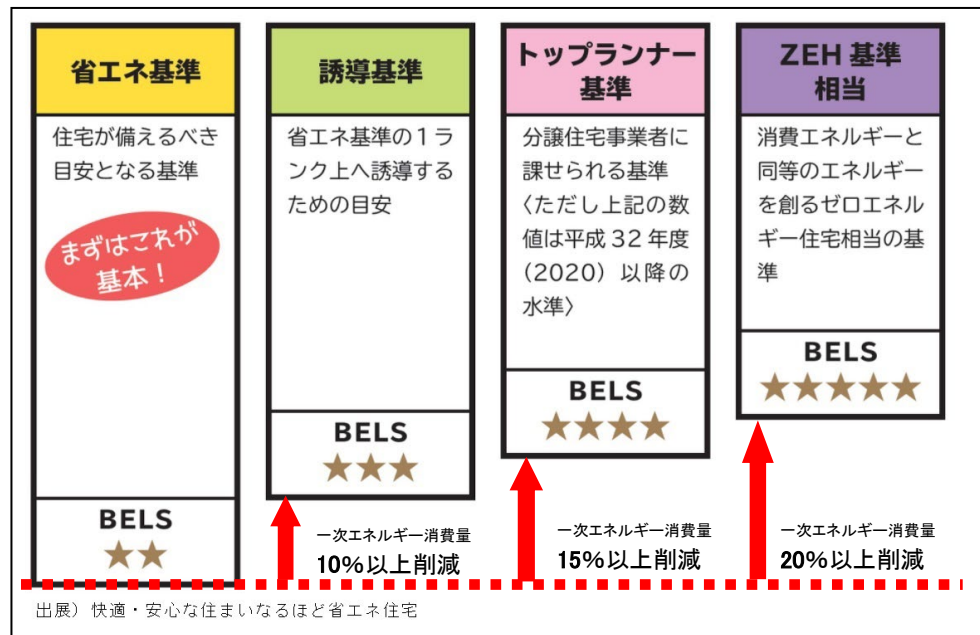 省エネ基準
住宅が備えるべき
目安となる基準
まずはこれが
基本！
BELS
★★
誘導基準
省エネ基準の１ラ
ンク上へ誘導する
ための目安
BELS
★★★
一次エネルギー消費量
10%以上削減
トップランナー
基準
分譲住宅事業者に
課せられる基準
〈ただし上記の数
値は平成 32 年度
(2020) 以降の
水準〉
BELS
★★★★
一次エネルギー消費量
15%以上削減
ZEH 基準
相当
消費エネルギーと
同等のエネルギー
を創るゼロエネル
ギー住宅相当の基
準
BELS
★★★★★
一次エネルギー消費量
20%以上削減
出展）快適・安心な住まいなるほど省エネ住宅